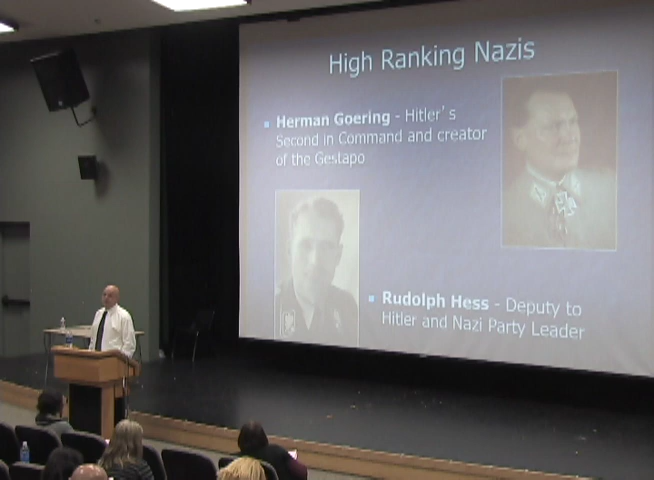 High Ranking Nazis
Herman Goering - Hitler's
Second in Command and creator
of the Gestapo
Rudolph Hess - Deputy to
Hitler and Nazi Party Leader